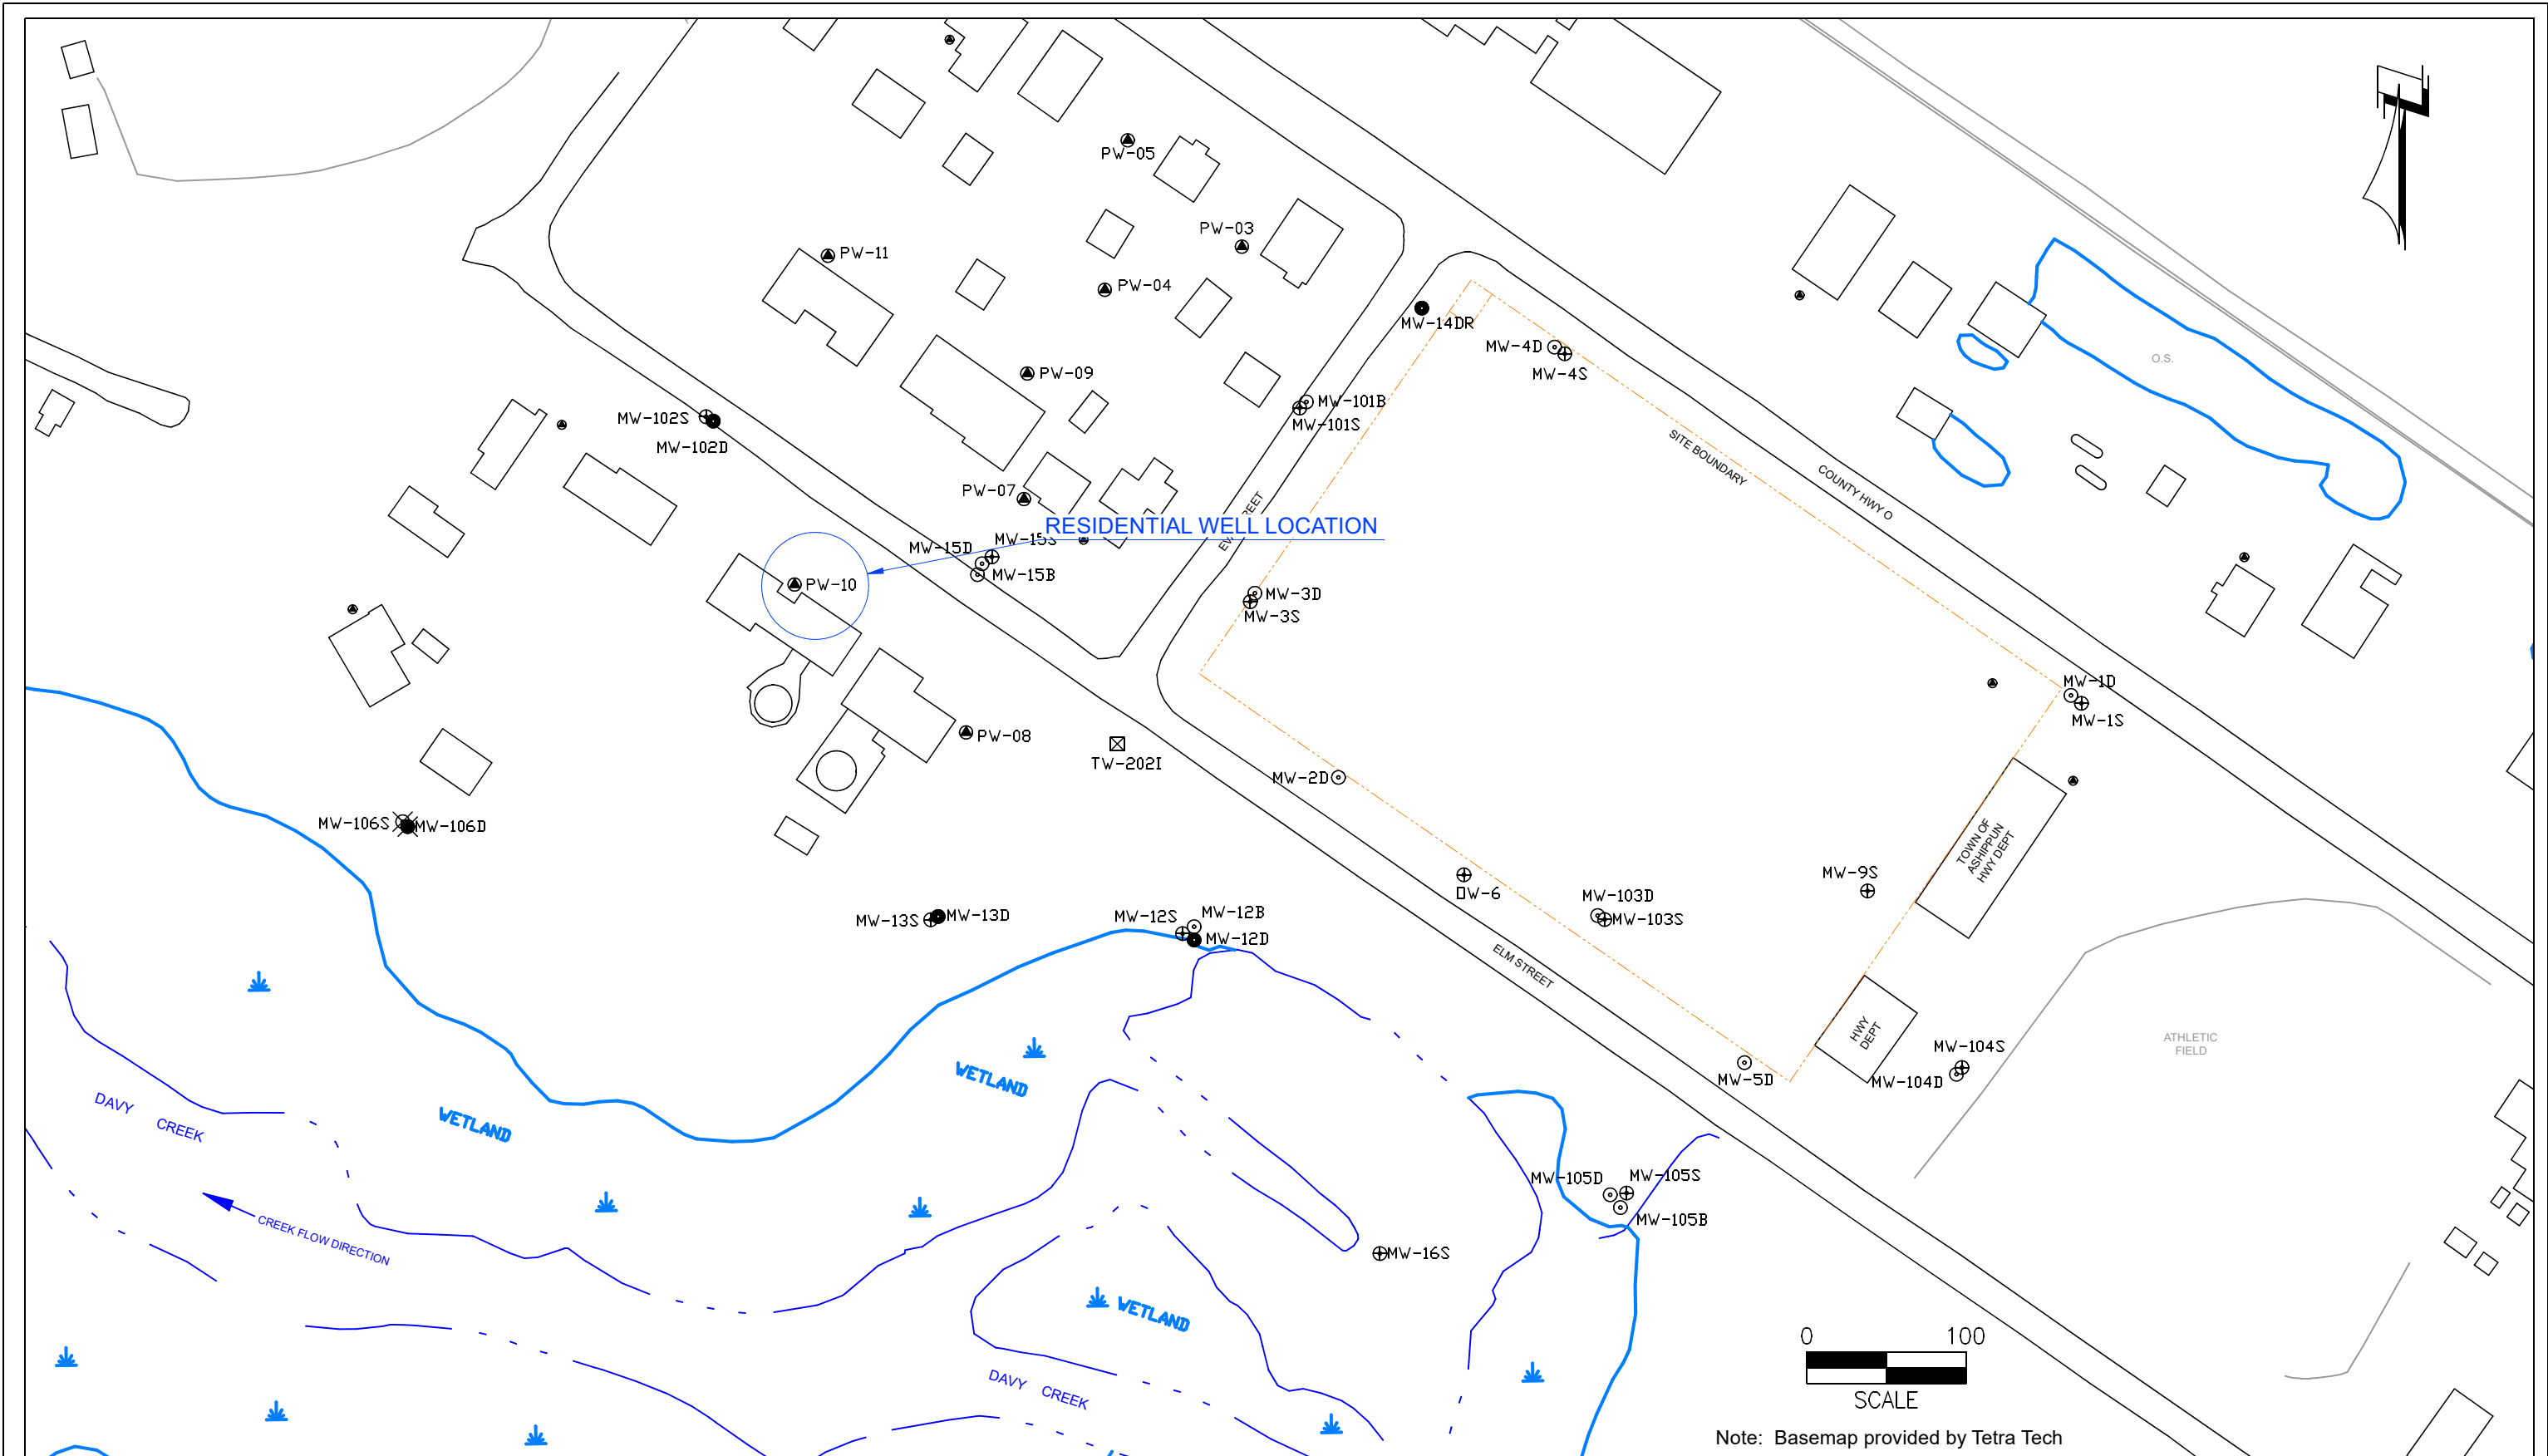 PW-05
PW-03
PW-11
PW-04
MW-14DR
MW-4D
MW-4S
O.S.
PW-09
MW-101B
MW-101S
MW-102S
MW-102D
SITE BOUNDARY
COUNTY HWY O
PW-07
RESIDENTIAL WELL LOCATION
MW-15D
MW-15S
MW-15B
PW-10
MW-3D
MW-3S
MW-1D
MW-1S
PW-08
TW-202I
MW-2D
MW-106S
MW-106D
TOWN OF
ASHIPPUN
HWY DEPT
MW-9S
W-6
MW-103D
MW-103S
MW-13S
MW-13D
MW-12S
MW-12B
MW-12D
ELM STREET
HWY
DEPT
ATHLETIC
FIELD
MW-104S
MW-104D
MW-5D
WETLAND
WETLAND
DAVY CREEK
MW-105D
MW-105S
MW-105B
CREEK FLOW DIRECTION
MW-16S
WETLAND
DAVY CREEK
0 100
SCALE
Note: Basemap provided by Tetra Tech